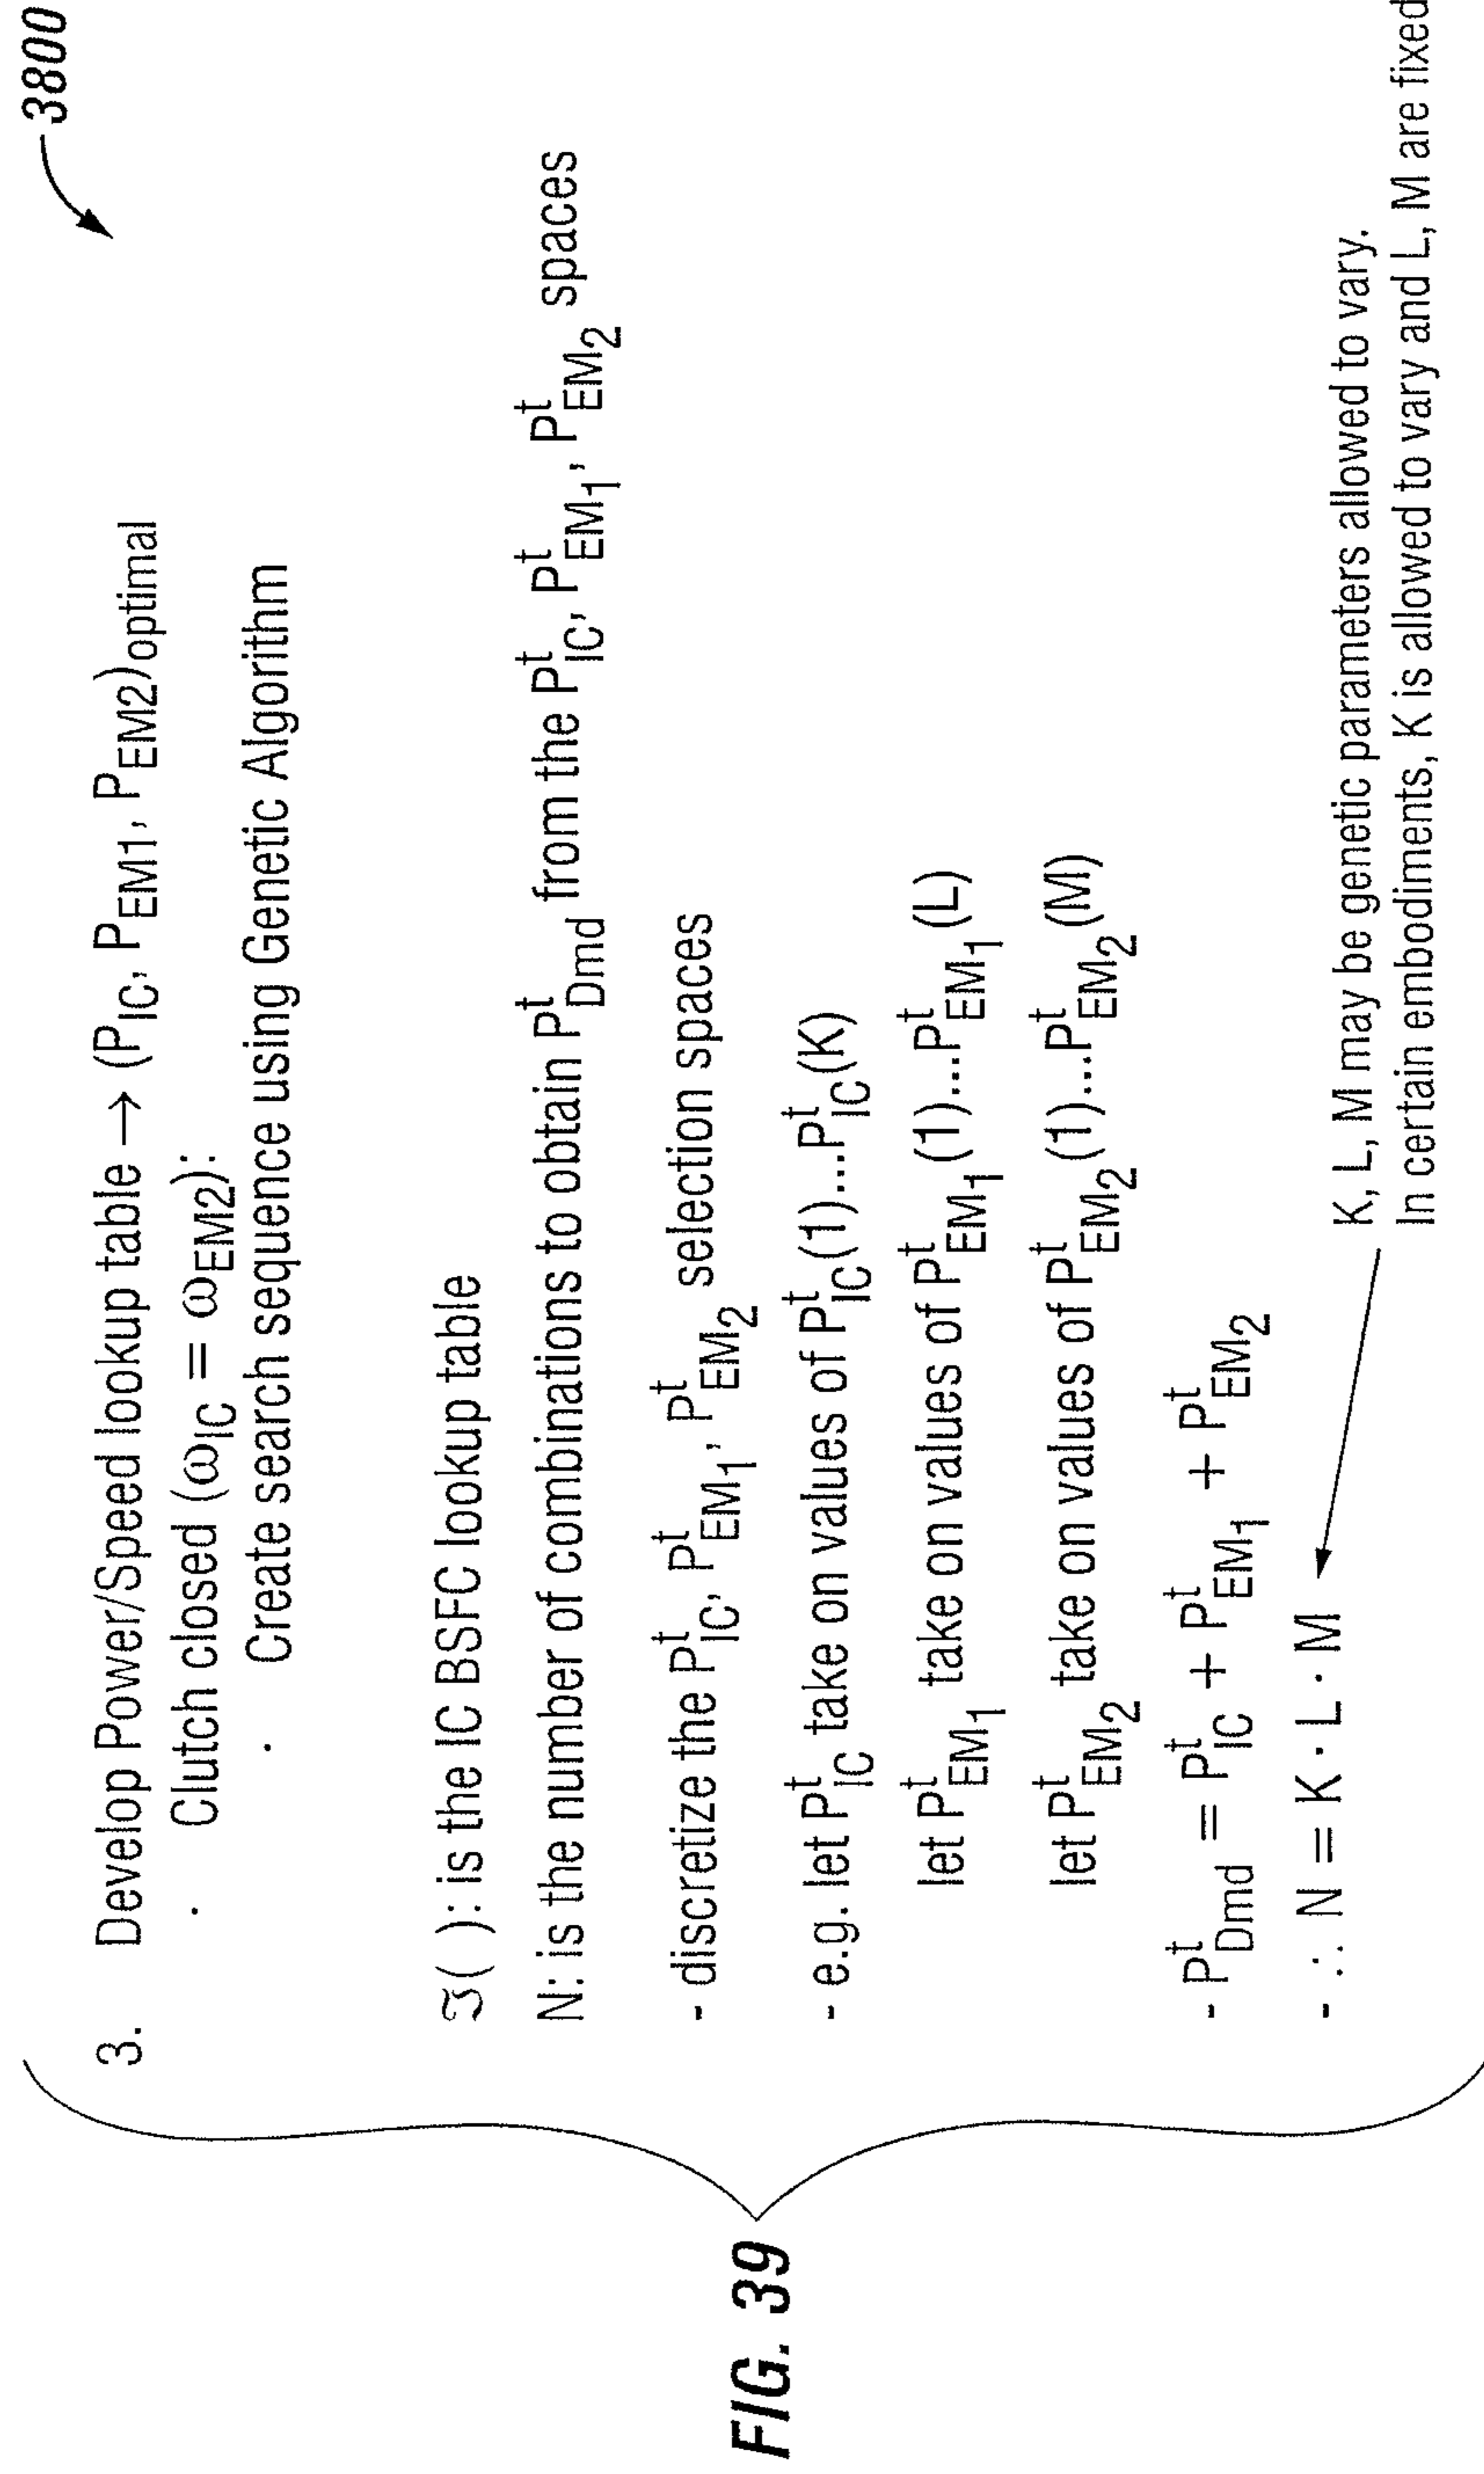 3800
3. Develop Power/Speed lookup table → (P_IC, P_EM1, P_EM2)optimal
· Clutch closed (ω_IC = ω_EM2):
· Create search sequence using Genetic Algorithm
ℑ( ): is the IC BSFC lookup table
N: is the number of combinations to obtain P^t_Dmd from the P^t_IC, P^t_EM₁, P^t_EM₂ spaces
- discretize the P^t_IC, P^t_EM₁, P^t_EM₂ selection spaces
- e.g. let P^t_IC take on values of P^t_IC(1)...P^t_IC(K)
let P^t_EM₁ take on values of P^t_EM₁(1)...P^t_EM₁(L)
let P^t_EM₂ take on values of P^t_EM₂(1)...P^t_EM₂(M)
- P^t_Dmd = P^t_IC + P^t_EM₁ + P^t_EM₂
- ∴ N = K · L · M
K, L, M may be genetic parameters allowed to vary.
In certain embodiments, K is allowed to vary and L, M are fixed
FIG. 39